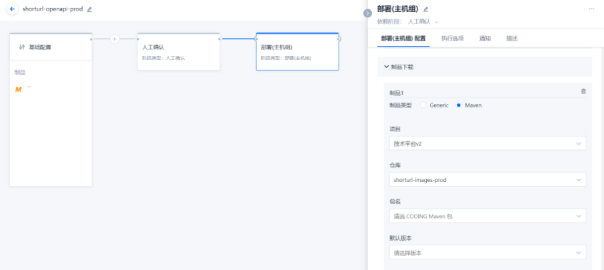 shorturl-openapi-prod
基础配置
制品
人工确认
阶段类型: 人工确认
部署(主机组)
阶段类型: 部署(主机组)
部署(主机组)
依赖阶段: 人工确认
部署(主机组) 配置
执行选项
通知
描述
制品下载
制品1
制品类型
Generic
Maven
项目
技术平台v2
仓库
shorturl-images-prod
包名
请选 CODING Maven 包
默认版本
请选择版本